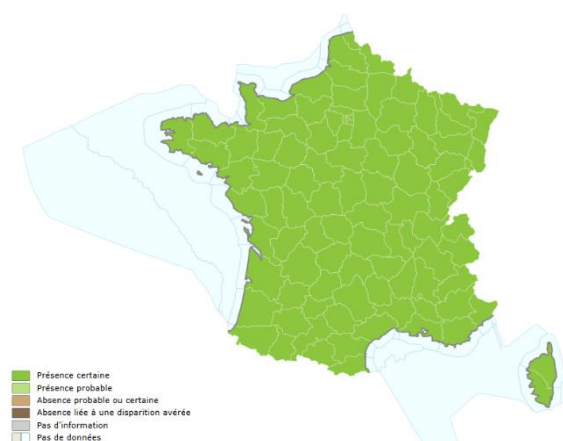 Présence certaine
Présence probable
Absence probable ou certaine
Absence liée à une disparition avérée
Pas d'information
Pas de données